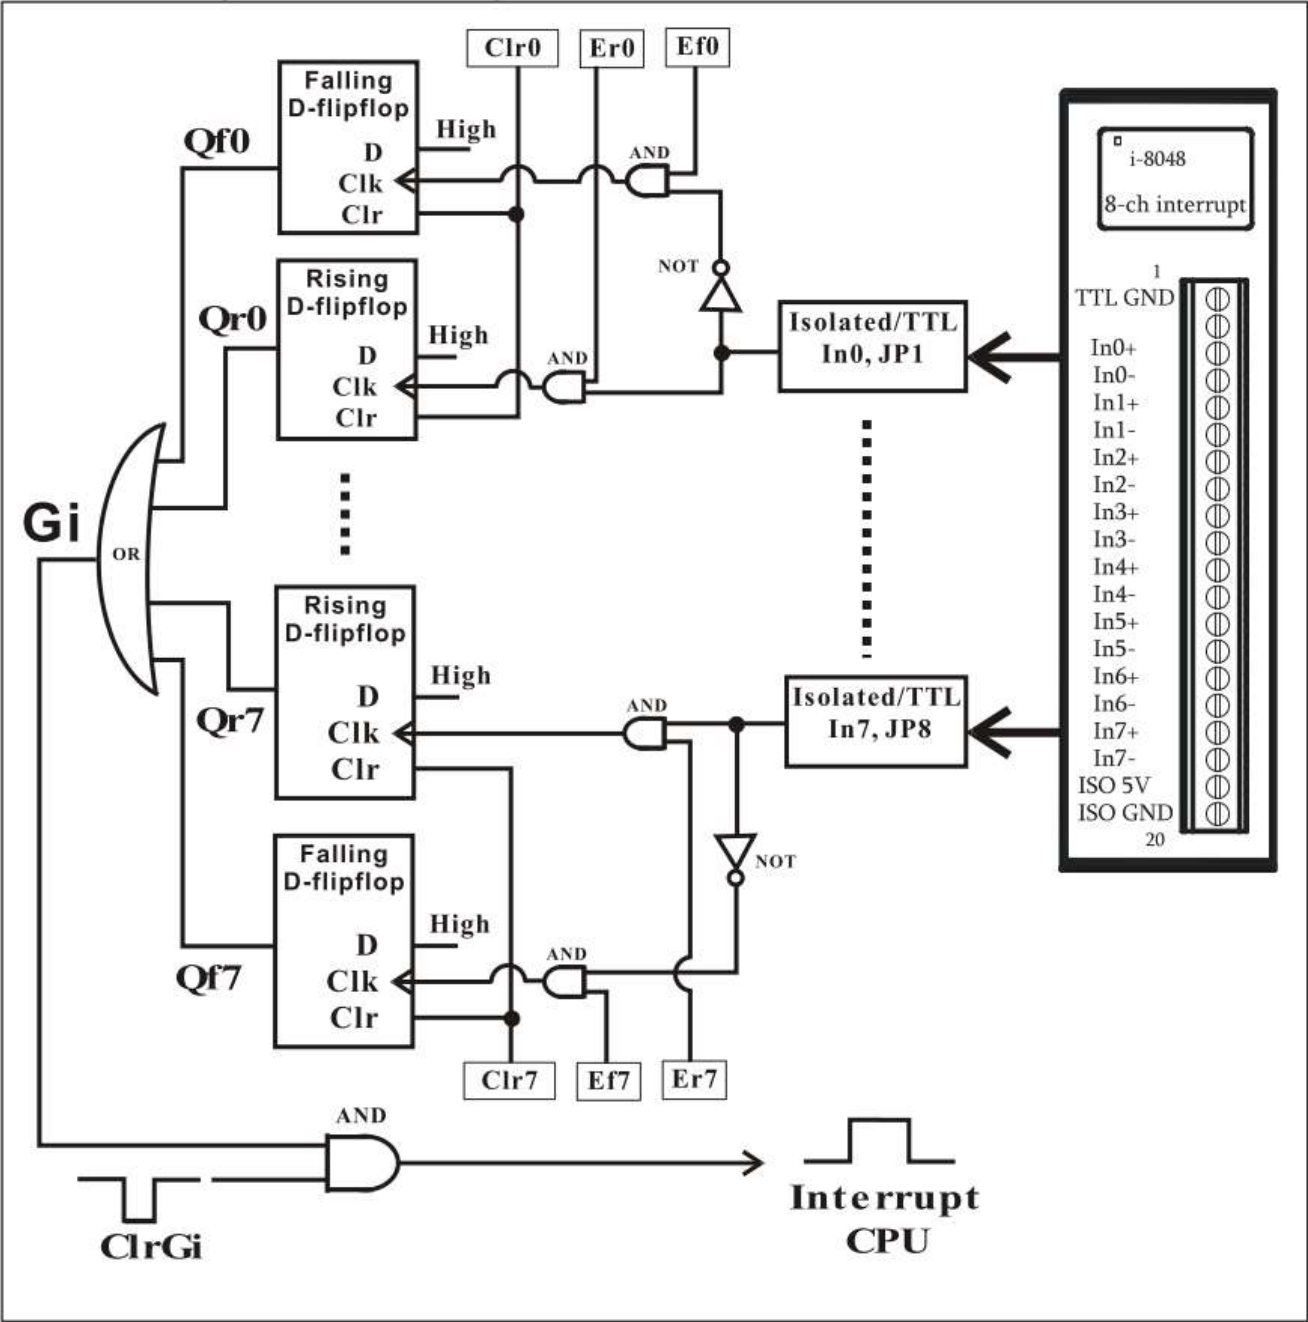 Clr0
Er0
Ef0
Falling
D-flipflop
High
D
Clk
Clr
Qf0
AND
NOT
Rising
D-flipflop
High
D
Clk
Clr
Qr0
AND
Isolated/TTL
In0, JP1
i-8048
8-ch interrupt
1
TTL GND
In0+
In0-
In1+
In1-
In2+
In2-
In3+
In3-
In4+
In4-
In5+
In5-
In6+
In6-
In7+
In7-
ISO 5V
ISO GND
20
Gi
OR
Rising
D-flipflop
High
D
Clk
Clr
Qr7
AND
Isolated/TTL
In7, JP8
NOT
Falling
D-flipflop
High
D
Clk
Clr
Qf7
AND
Clr7
Ef7
Er7
AND
ClrGi
Interrupt
CPU